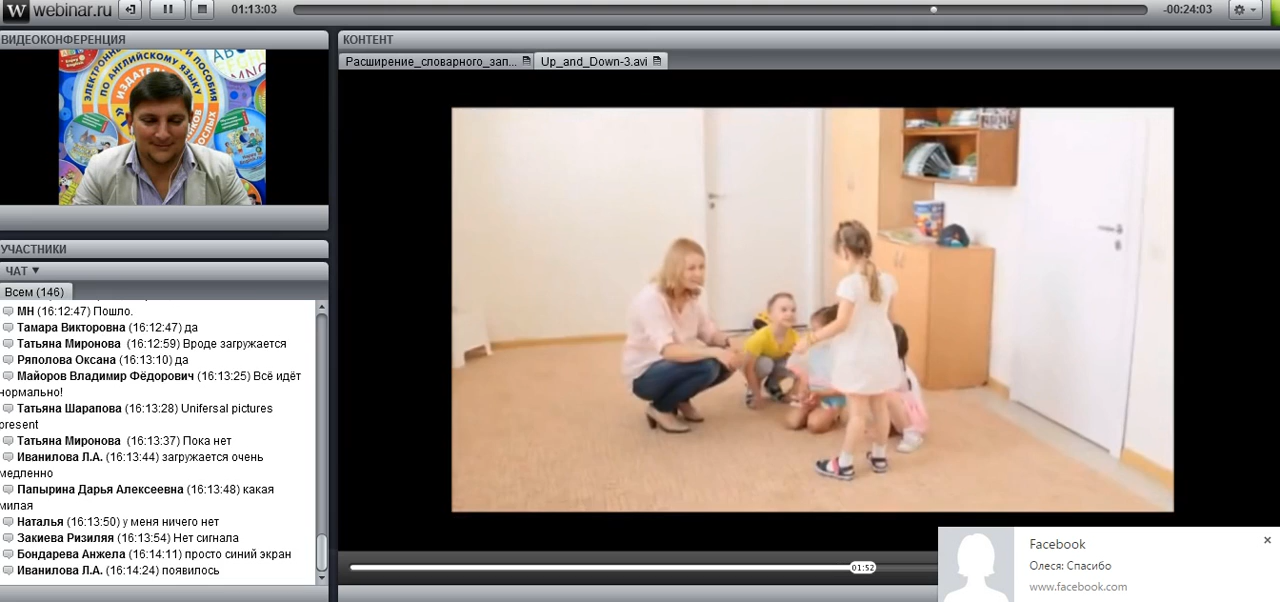 webinar.ru
01:13:03
-00:24:03
ВИДЕОКОНФЕРЕНЦИЯ
ЭЛЕКТРОННЫЕ
И ПОСОБИЯ
ПО АНГЛИЙСКОМУ ЯЗЫКУ
УЧАСТНИКИ
ЧАТ
Всем (146)
МН (16:12:47) Пошло.
Тамара Викторовна (16:12:47) да
Татьяна Миронова (16:12:59) Вроде загружается
Ряполова Оксана (16:13:10) да
Майоров Владимир Фёдорович (16:13:25) Всё идёт
нормально!
Татьяна Шарапова (16:13:28) Unifersal pictures
present
Татьяна Миронова (16:13:37) Пока нет
Иванилова Л.А. (16:13:44) загружается очень
медленно
Папырина Дарья Алексеевна (16:13:48) какая
милая
Наталья (16:13:50) у меня ничего нет
Закиева Ризиляя (16:13:54) Нет сигнала
Бондарева Анжела (16:14:11) просто синий экран
Иванилова Л.А. (16:14:24) появилось
КОНТЕНТ
Расширение_словарного_зап...
Up_and_Down-3.avi
01:52
Facebook
Олеся: Спасибо
www.facebook.com